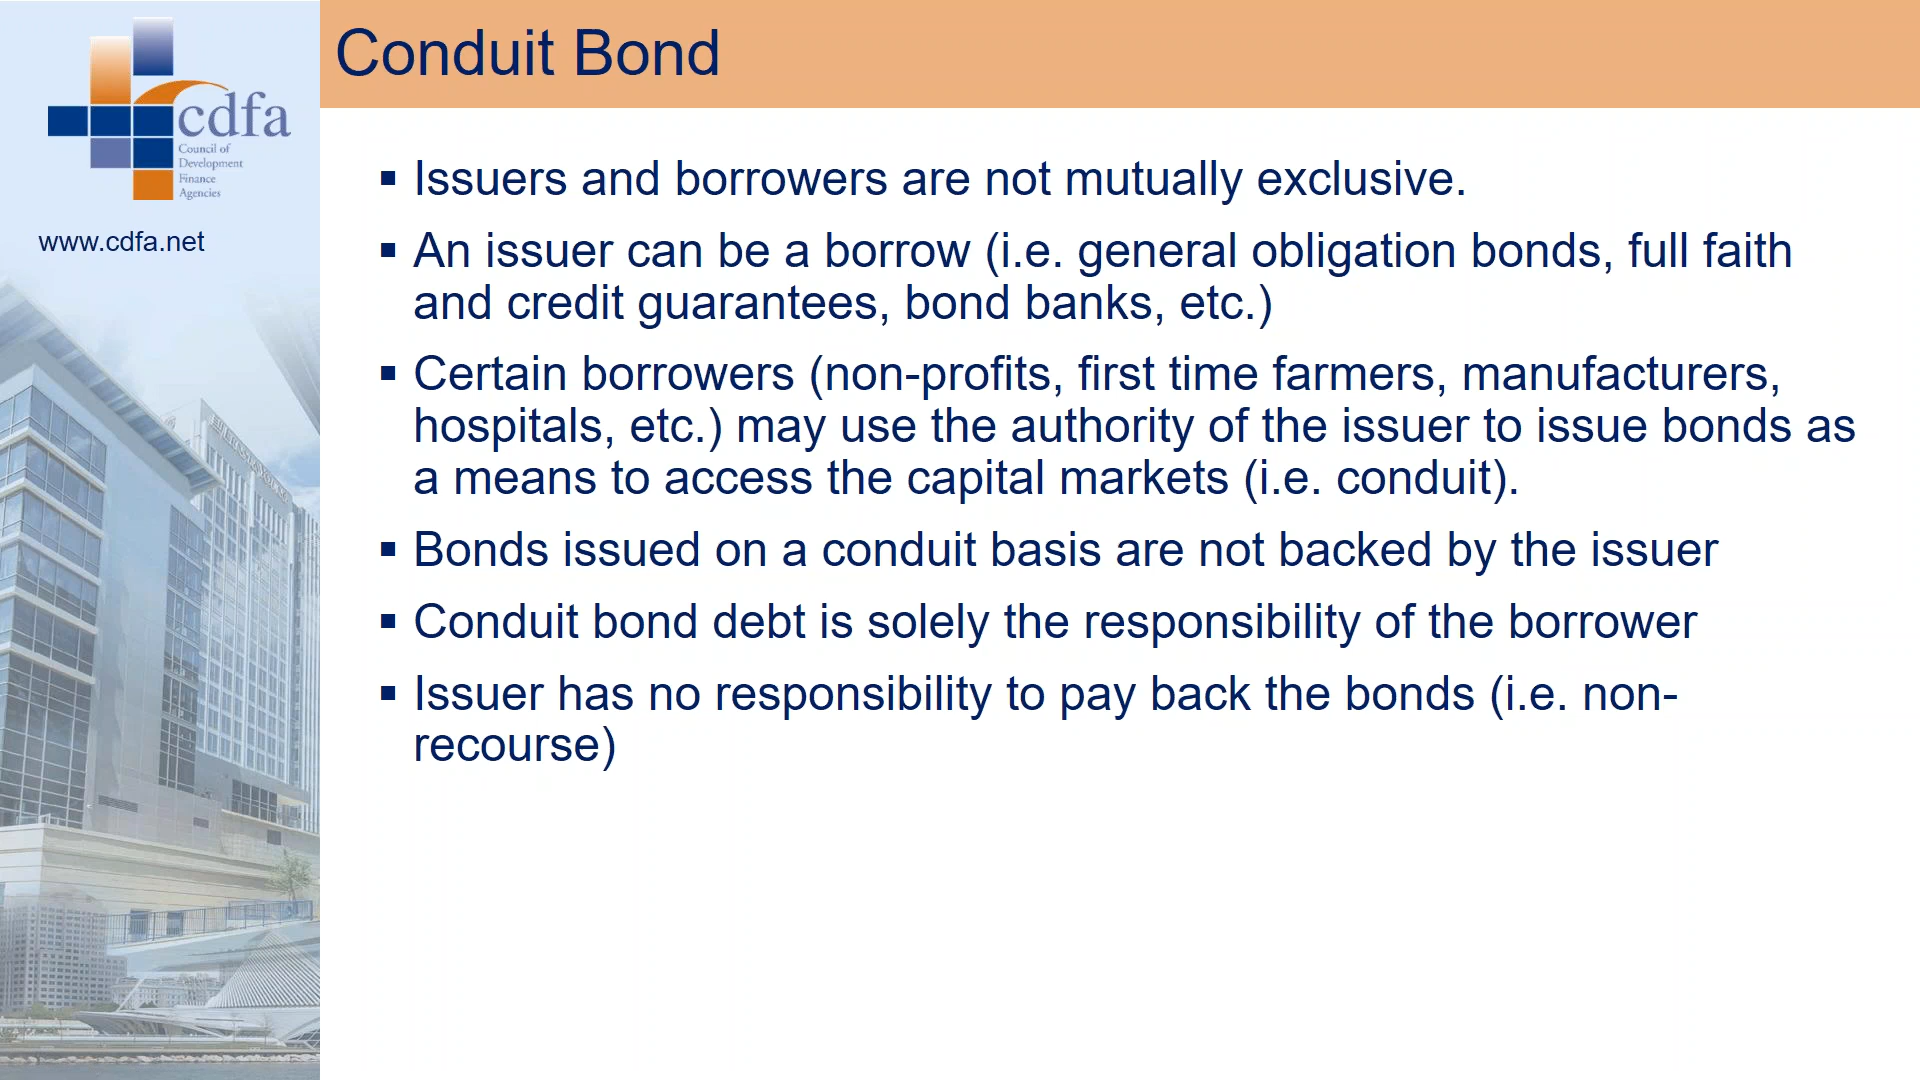 Conduit Bond
cdfa
Council of
Development
Finance
Agencies
www.cdfa.net
▪ Issuers and borrowers are not mutually exclusive.
▪ An issuer can be a borrow (i.e. general obligation bonds, full faith
and credit guarantees, bond banks, etc.)
▪ Certain borrowers (non-profits, first time farmers, manufacturers,
hospitals, etc.) may use the authority of the issuer to issue bonds as
a means to access the capital markets (i.e. conduit).
▪ Bonds issued on a conduit basis are not backed by the issuer
▪ Conduit bond debt is solely the responsibility of the borrower
▪ Issuer has no responsibility to pay back the bonds (i.e. non-
recourse)